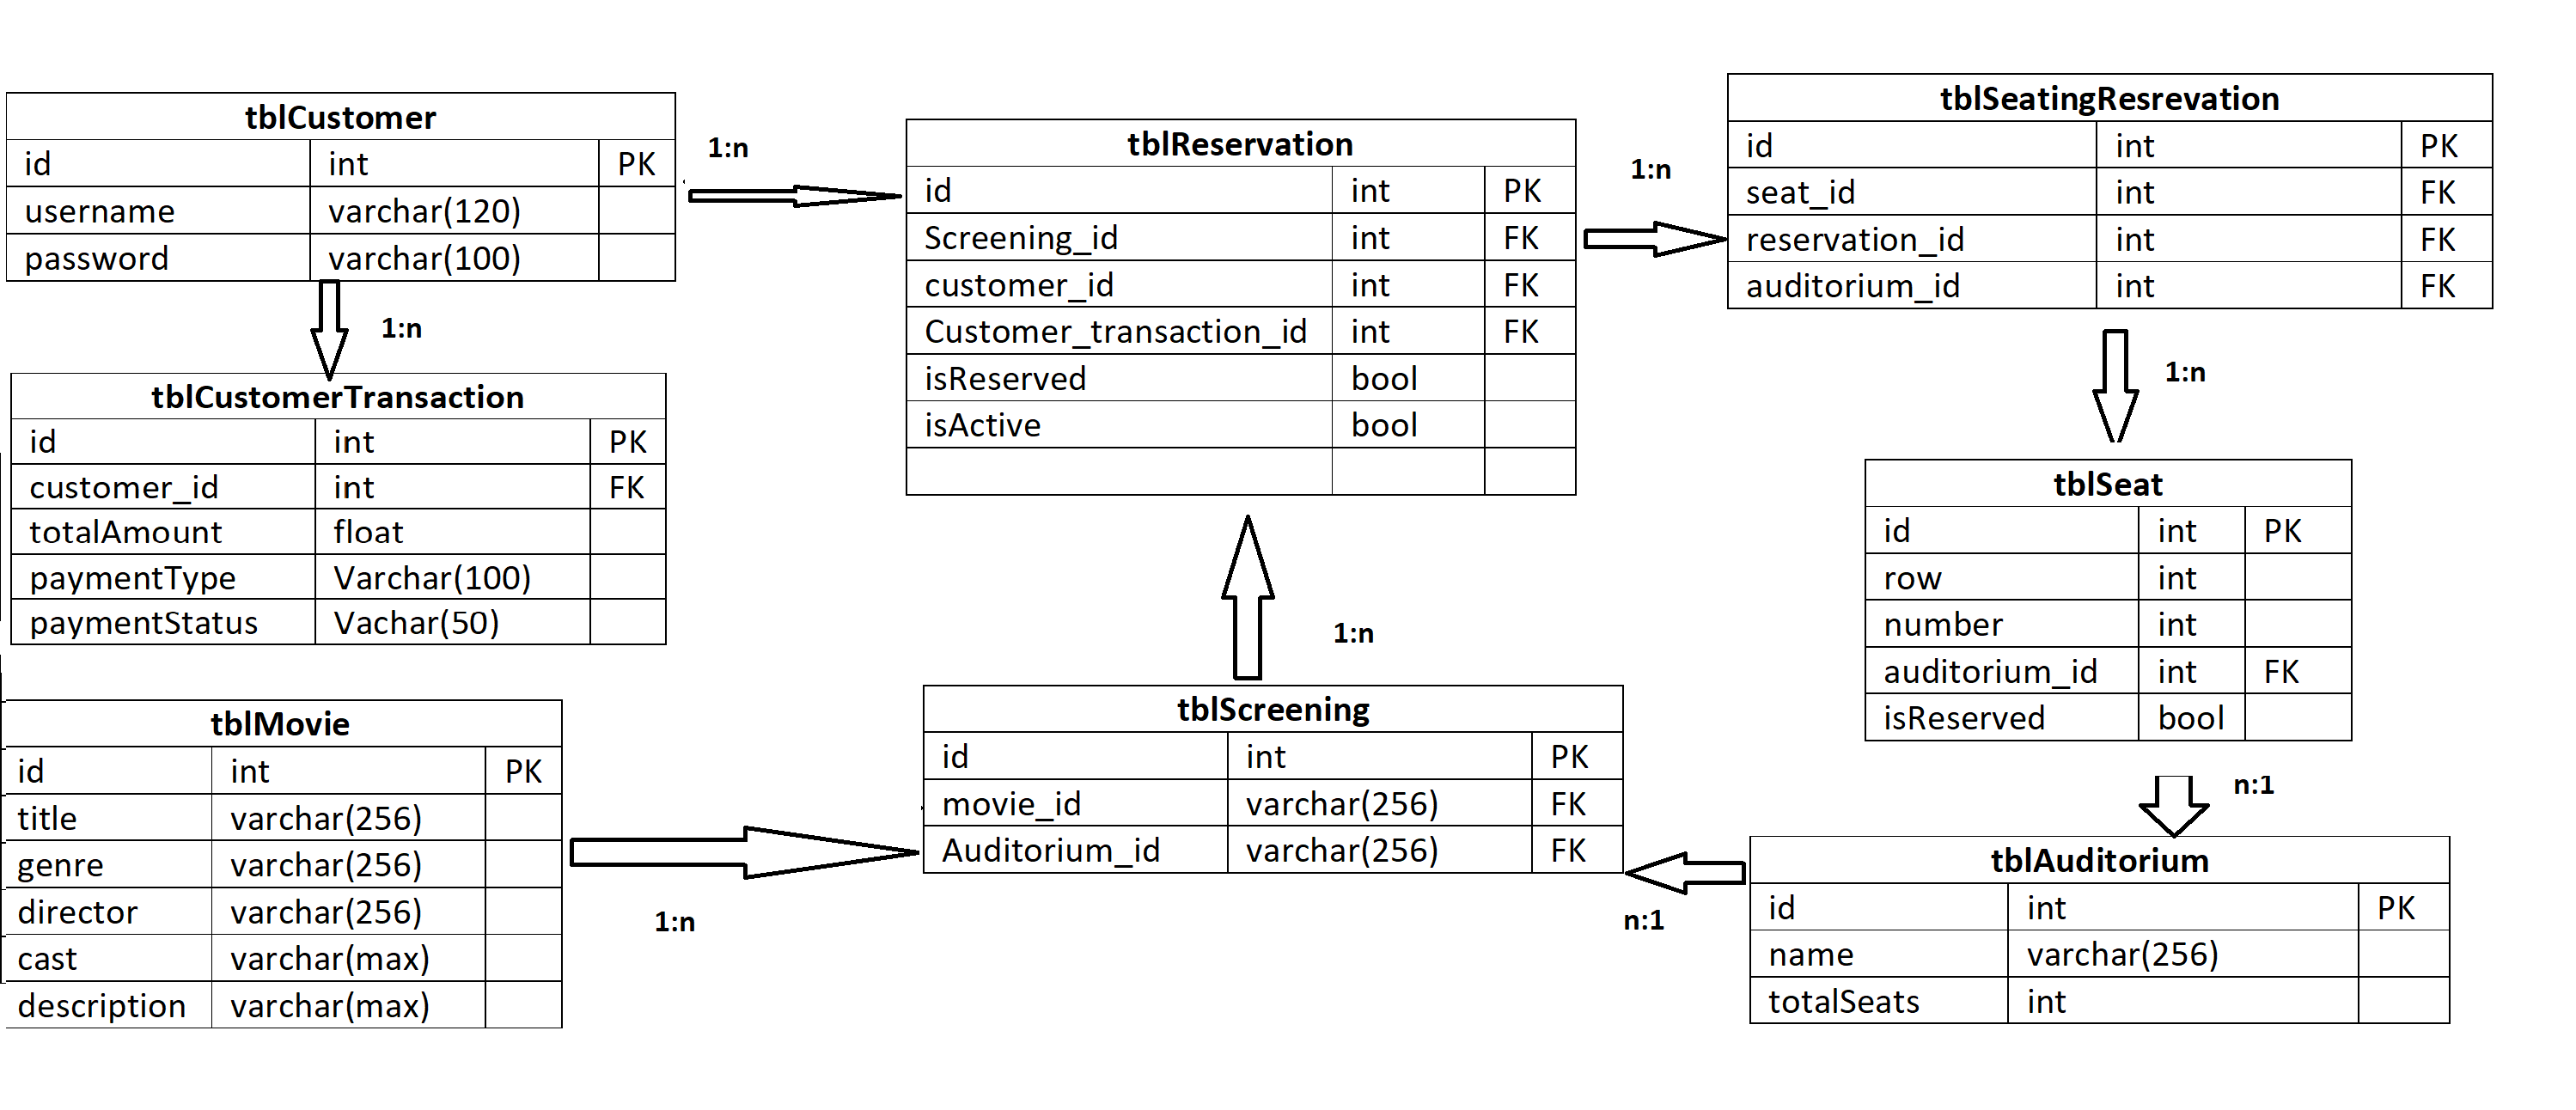 tblCustomer
id int PK
username varchar(120)
password varchar(100)
1:n
1:n
tblCustomerTransaction
id int PK
customer_id int FK
totalAmount float
paymentType Varchar(100)
paymentStatus Vachar(50)
tblReservation
id int PK
Screening_id int FK
customer_id int FK
Customer_transaction_id int FK
isReserved bool
isActive bool
1:n
tblSeatingResrevation
id int PK
seat_id int FK
reservation_id int FK
auditorium_id int FK
1:n
tblSeat
id int PK
row int
number int
auditorium_id int FK
isReserved bool
n:1
tblMovie
id int PK
title varchar(256)
genre varchar(256)
director varchar(256)
cast varchar(max)
description varchar(max)
1:n
1:n
tblScreening
id int PK
movie_id varchar(256) FK
Auditorium_id varchar(256) FK
n:1
tblAuditorium
id int PK
name varchar(256)
totalSeats int